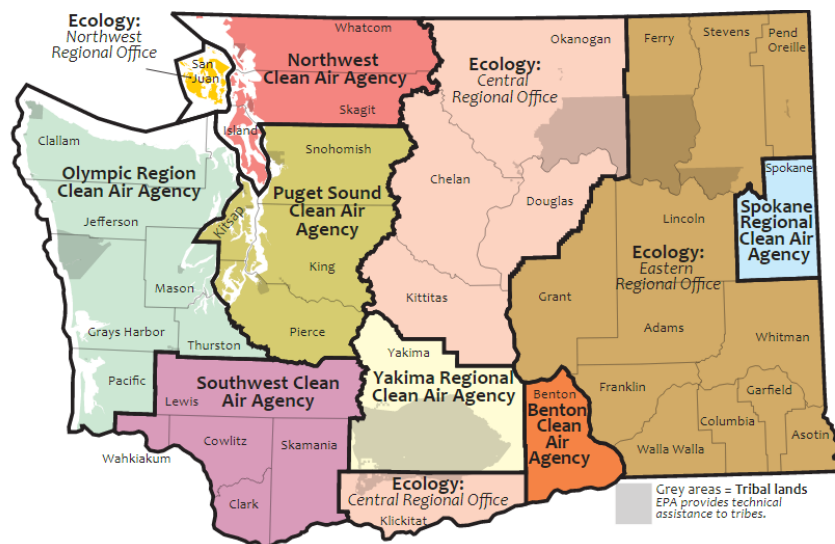 Ecology:
Northwest
Regional Office
San
Juan
Whatcom
Northwest
Clean Air Agency
Skagit
Island
Okanogan
Ecology:
Central
Regional Office
Ferry
Stevens
Pend
Oreille
Clallam
Olympic Region
Clean Air Agency
Jefferson
Mason
Grays Harbor
Thurston
Pacific
Snohomish
Puget Sound
Clean Air
Agency
Kitsap
King
Pierce
Chelan
Douglas
Kittitas
Spokane
Spokane
Regional
Clean Air
Agency
Lincoln
Ecology:
Eastern
Regional Office
Grant
Adams
Whitman
Franklin
Garfield
Columbia
Walla Walla
Asotin
Yakima
Yakima Regional
Clean Air Agency
Benton
Benton
Clean
Air
Agency
Southwest Clean
Air Agency
Lewis
Cowlitz
Skamania
Wahkiakum
Clark
Ecology:
Central Regional Office
Klickitat
Grey areas = Tribal lands
EPA provides technical
assistance to tribes.